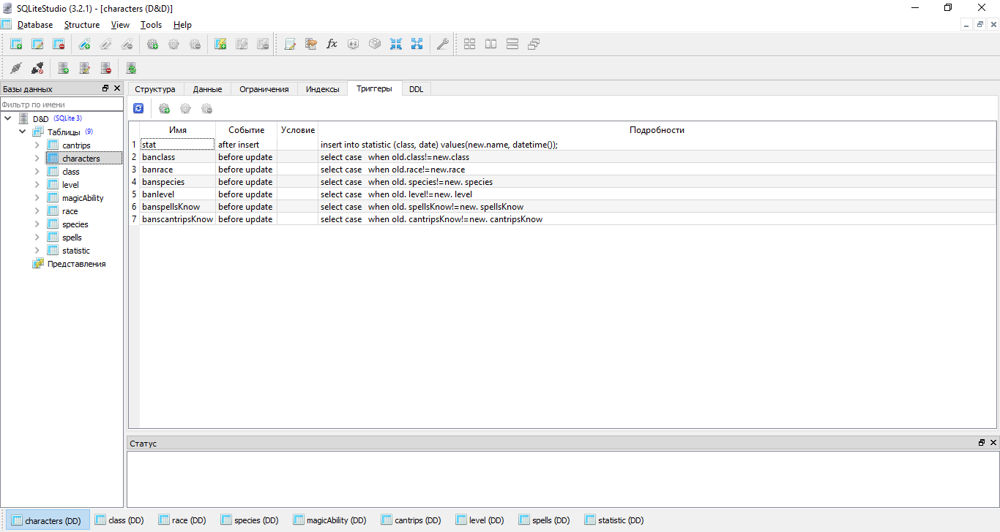 SQLiteStudio (3.2.1) - [characters (D&D)]
Database Structure View Tools Help
Базы данных
Фильтр по имени
D&D (SQLite 3)
Таблицы (9)
cantrips
characters
class
level
magicAbility
race
species
spells
statistic
Представления
Структура Данные Ограничения Индексы Триггеры DDL
Имя Событие Условие Подробности
1 stat after insert insert into statistic (class, date) values(new.name, datetime());
2 banclass before update select case when old.class!=new.class
3 banrace before update select case when old.race!=new.race
4 banspecies before update select case when old. species!=new. species
5 banlevel before update select case when old. level!=new. level
6 banspellsKnow before update select case when old. spellsKnow!=new. spellsKnow
7 banscantripsKnow before update select case when old. cantripsKnow!=new. cantripsKnow
Статус
characters (DD) class (DD) race (DD) species (DD) magicAbility (DD) cantrips (DD) level (DD) spells (DD) statistic (DD)